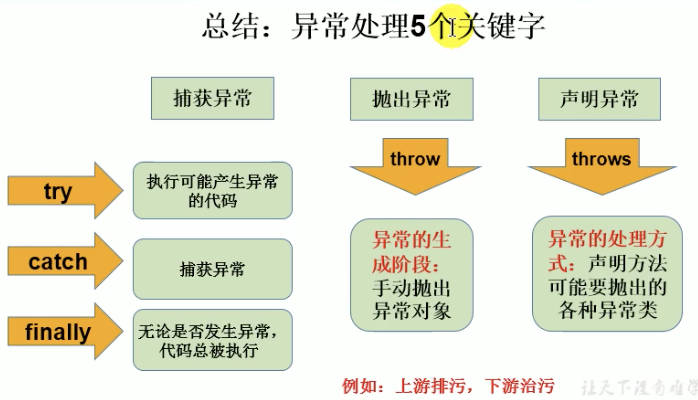 总结：异常处理5个关键字
捕获异常
抛出异常
声明异常
try
执行可能产生异常
的代码
catch
捕获异常
finally
无论是否发生异常，
代码总被执行
throw
异常的生
成阶段：
手动抛出
异常对象
throws
异常的处理方
式：声明方法
可能要抛出的
各种异常类
例如：上游排污，下游治污
让天下没有难学